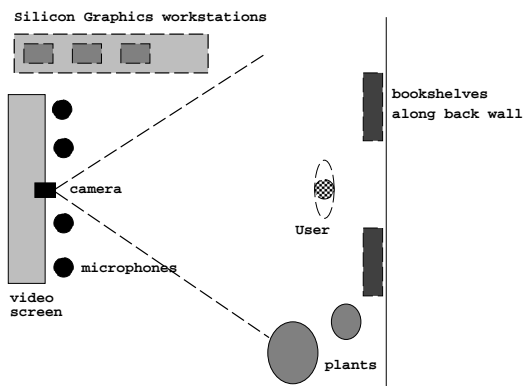 Silicon Graphics workstations
bookshelves
along back wall
camera
User
microphones
video
screen
plants